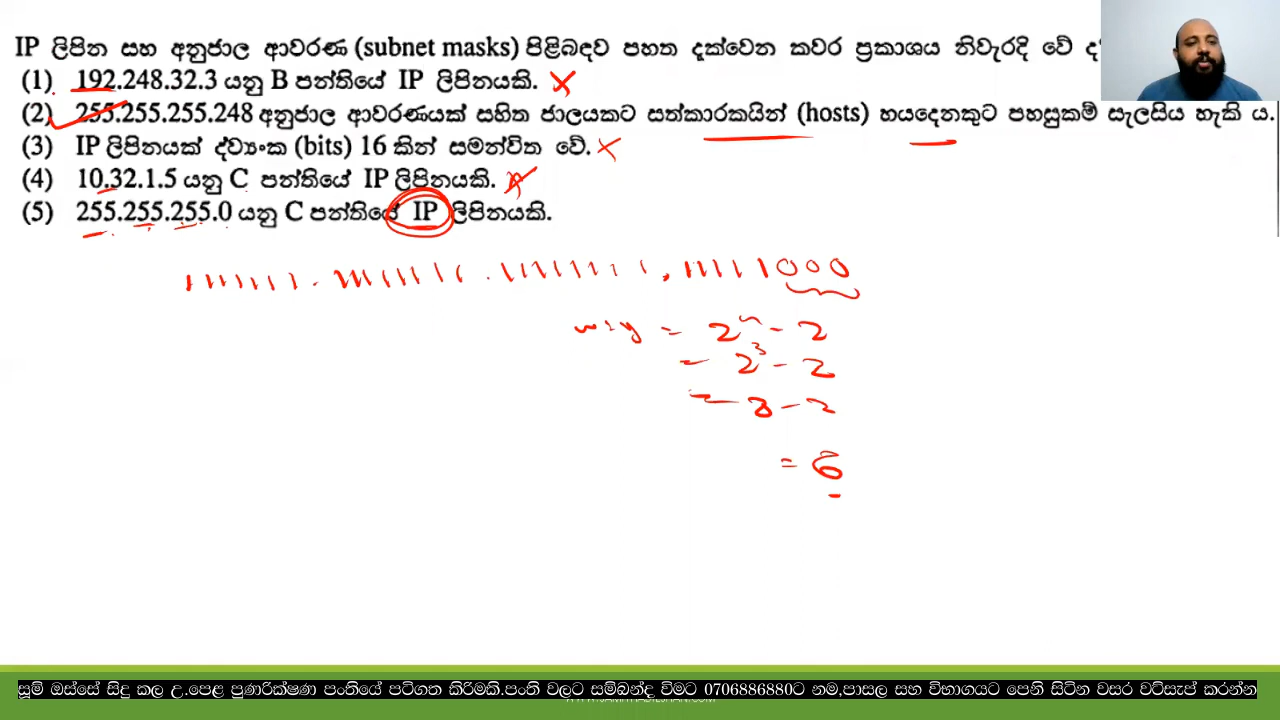 IP ලිපින සහ අනුජාල ආවරණ (subnet masks) පිළිබඳව පහත දැක්වෙන කවර ප්‍රකාශය නිවැරදි වේ
(1) 192.248.32.3 යනු B පන්තියේ IP ලිපිනයකි.
(2) 255.255.255.248 අනුජාල ආවරණයක් සහිත ජාලයකට සත්කාරකයින් (hosts) හයදෙනකුට පහසුකම් සැලසිය හැකි ය.
(3) IP ලිපිනයක් ද්ව්‍යංක (bits) 16 කින් සමන්විත වේ.
(4) 10.32.1.5 යනු C පන්තියේ IP ලිපිනයකි.
(5) 255.255.255.0 යනු C පන්තියේ IP ලිපිනයකි.
11111111.11111111.11111111.11111000
= 2ⁿ - 2
= 2³ - 2
= 8 - 2
= 6
සූම් ඔස්සේ සිදු කල උ.පෙළ පුණරීක්ෂණ පංතියේ පටිගත කිරීමකි.පංති වලට සම්බන්ද වීමට 0706886880ට නම,පාසල සහ විභාගයට පෙනී සිටින වසර වට්සැප් කරන්න